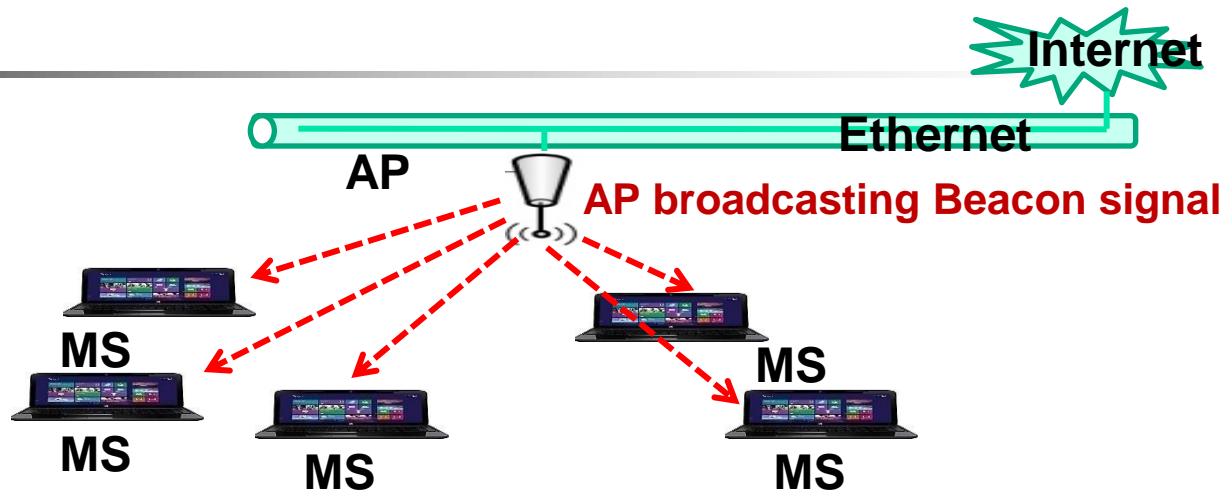 Internet
Ethernet
AP
AP broadcasting Beacon signal
MS
MS
MS
MS
MS